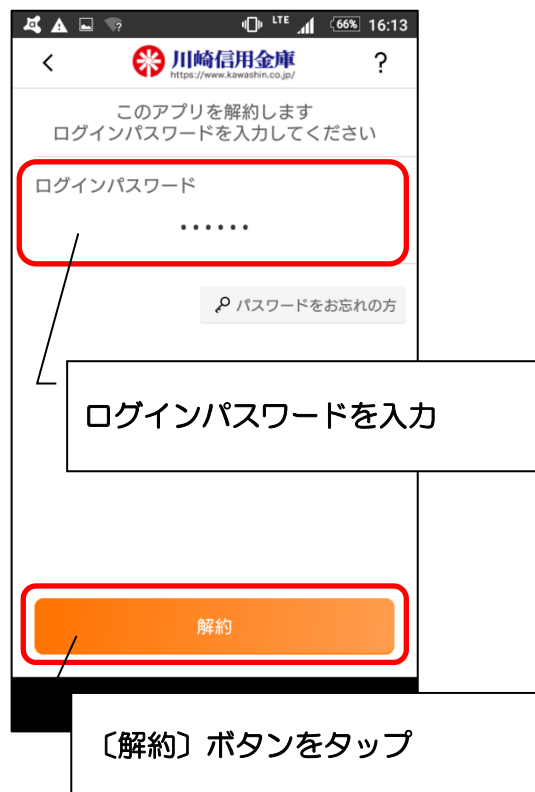 LTE 66% 16:13
川崎信用金庫 ?
https://www.kawashin.co.jp/
このアプリを解約します
ログインパスワードを入力してください
ログインパスワード
••••••
パスワードをお忘れの方
ログインパスワードを入力
解約
〔解約〕ボタンをタップ